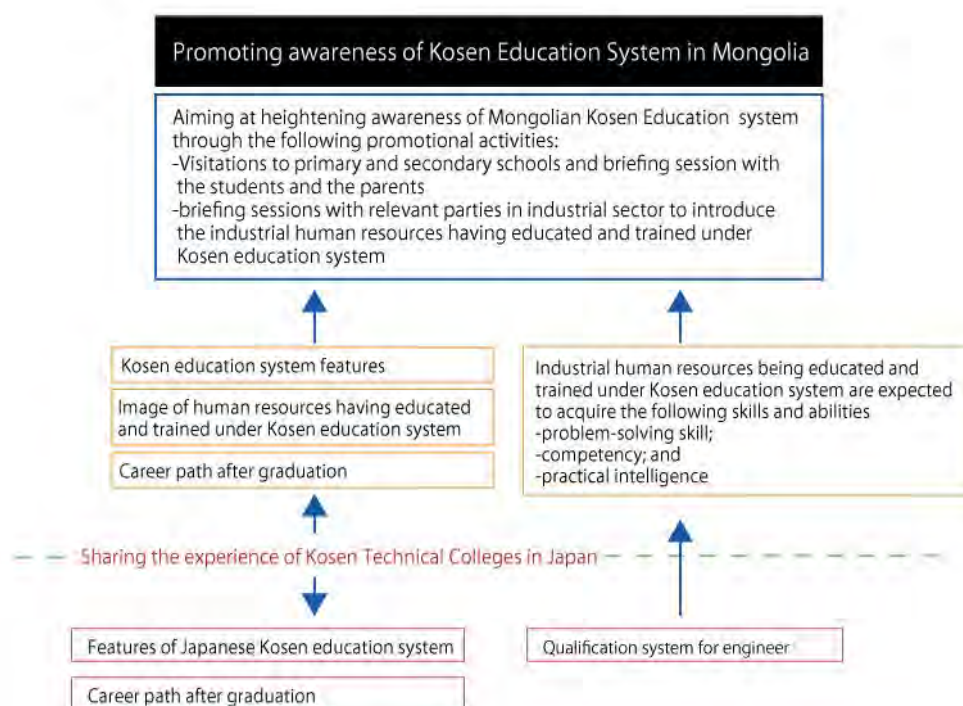 Promoting awareness of Kosen Education System in Mongolia
Aiming at heightening awareness of Mongolian Kosen Education system
through the following promotional activities:
-Visitations to primary and secondary schools and briefing session with
the students and the parents
-briefing sessions with relevant parties in industrial sector to introduce
the industrial human resources having educated and trained under
Kosen education system
Kosen education system features
Image of human resources having educated
and trained under Kosen education system
Career path after graduation
Industrial human resources being educated and
trained under Kosen education system are expected
to acquire the following skills and abilities
-problem-solving skill;
-competency; and
-practical intelligence
Sharing the experience of Kosen Technical Colleges in Japan
Features of Japanese Kosen education system
Qualification system for engineer
Career path after graduation